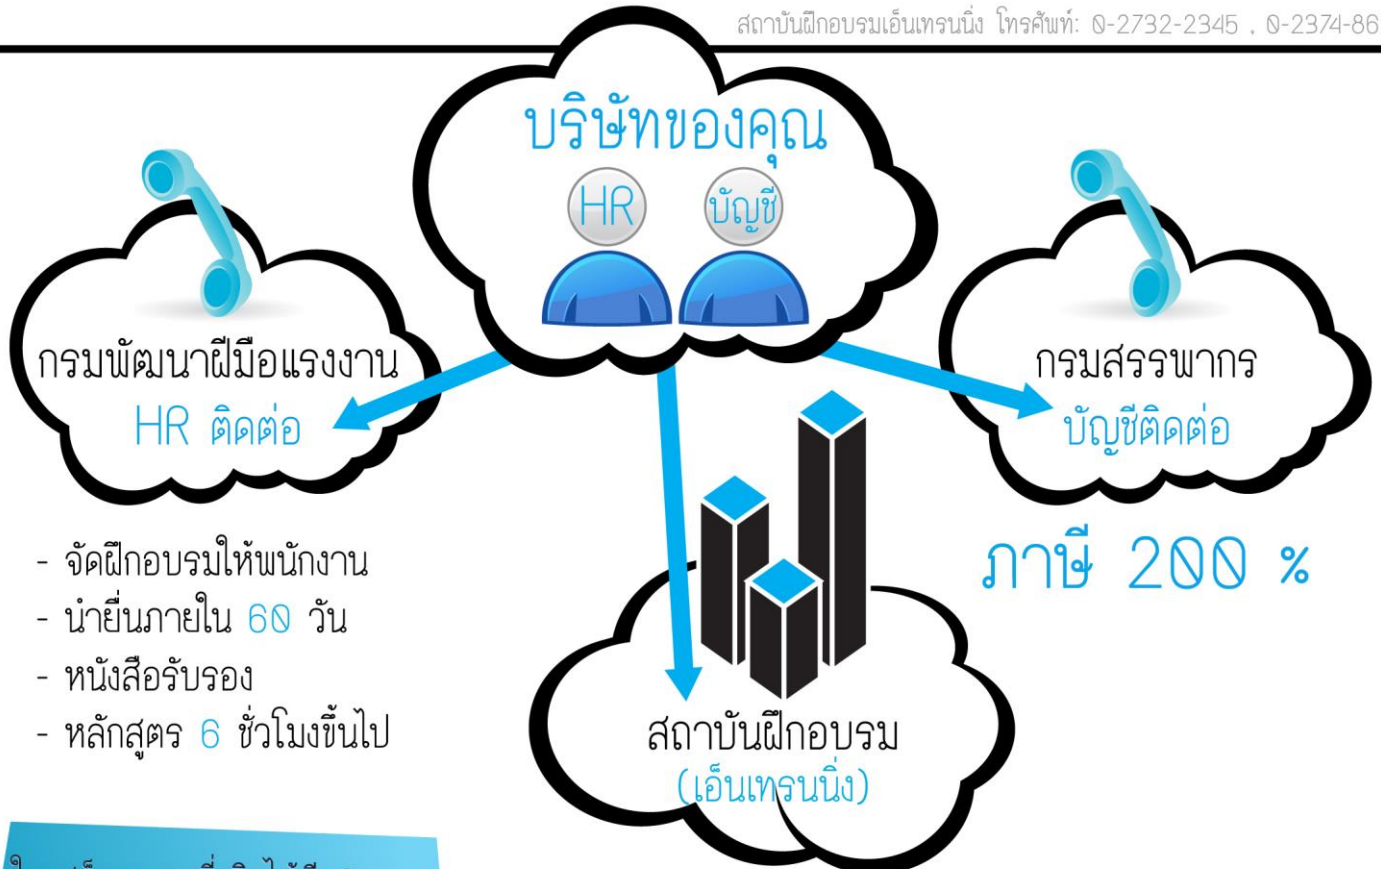 สถาบันฝึกอบรมเอ็นเทรนนิ่ง โทรศัพท์: 0-2732-2345 , 0-2374-86
บริษัทของคุณ
HR
บัญชี
กรมพัฒนาฝีมือแรงงาน
HR ติดต่อ
กรมสรรพากร
บัญชีติดต่อ
ภาษี 200 %
- จัดฝึกอบรมให้พนักงาน
- นำยื่นภายใน 60 วัน
- หนังสือรับรอง
- หลักสูตร 6 ชั่วโมงขึ้นไป
สถาบันฝึกอบรม
(เอ็นเทรนนิ่ง)